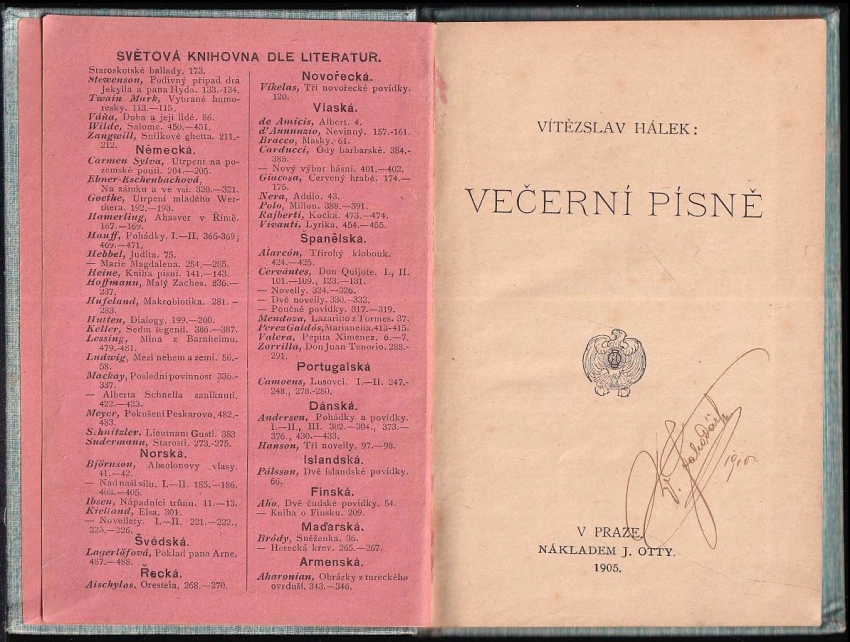 SVĚTOVÁ KNIHOVNA DLE LITERATUR.
Staroskotské ballady. 173.
Stewenson, Podivný případ dra
Jekylla a pana Hyda. 133.-134.
Twain Mark, Vybrané humo-
resky. 113.—115.
Váňa, Doba a její lidé. 86.
Wilde, Salome. 450.—451.
Zangwill, Snílkové ghetta. 211.-
212.
Německá.
Carmen Sylva, Utrpení na po-
zemské pouti. 204.—205.
Ebner-Eschenbachová,
Na zámku a ve vsi. 320.—321.
Goethe, Utrpení mladého Wer-
thera. 192.—193.
Hamerling, Ahasver v Římě.
167.—169.
Hauff, Pohádky. I.—II. 366-369;
469.—471.
Hebbel, Judita. 75.
— Marie Magdalena. 284.—285.
Heine, Kniha písní. 141.—143.
Hoffmann, Malý Zaches. 236.—
237.
Hufeland, Makrobiotika. 281.—
283.
Hutten, Dialogy. 199.—200.
Keller, Sedm legend. 386.—387.
Lessing, Mina z Barnhelmu.
479.-481.
Ludwig, Mezi nebem a zemí. 56.-
58.
Mackay, Poslední povinnost 336.-
337.
— Alberta Schnella zaniknutí.
422.—423.
Meyer, Pokušení Peskarovo. 482.-
483.
Schnitzler. Lieutnant Gustl. 383
Sudermann, Starosti. 273.-275.
Norská.
Björnson, Absolonovy vlasy.
41.—42.
— Nad naši sílu. I.—II. 185.—186.
403.—405.
Ibsen, Nápadníci trůnu. 11.—13.
Kielland, Elsa. 301.
— Novelletty. I.—II. 221.—222.,
225.—226.
Švédská.
Lagerlöfová, Poklad pana Arne.
487.—488.
Řecká.
Aischylos. Oresteia. 268.—270.
Novořecká.
Vikelas, Tři novořecké povídky.
120.
Vlaská.
de Amicis, Albert. 4.
d'Annunzio, Nevinný. 157.-161.
Bracco, Masky. 61.
Carducci, Ódy barbarské. 384.-
385.
— Nový výbor básní. 401.—402.
Giacosa, Červený hrabě. 174.—
175.
Nera, Addio. 43.
Polo, Milion. 388.—391.
Rajberti, Kočka. 473.—474.
Vivanti, Lyrika. 454.—455.
Španělská.
Alarcón, Třírohý klobouk.
424.—425.
Cervántes, Don Quijote. I., II.
101.—109., 123.—131.
— Novelly. 324.—326.
— Dvě novelly. 330.—332.
— Poučné povídky. 317.—319.
Mendoza, Lazarillo z Tormes. 37.
Perez Galdós, Marianella. 413-415.
Valera, Pepita Ximénez. 6.—7.
Zorrilla, Don Juan Tenorio. 288.-
291.
Portugalská
Camoens, Lusovci. I.—II. 247.-
248., 278.-280.
Dánská.
Andersen, Pohádky a povídky.
I.—II., III. 302.—304., 373.—
376., 430.—433.
Hanson, Tři novelly. 97.—98.
Islandská.
Pálsson, Dvě islandské povídky.
66.
Finská.
Aho, Dvě čudské povídky. 54.
— Kniha o Finsku. 209.
Maďarská.
Bródy, Sněženka. 36.
— Herecká krev. 265.—267.
Armenská.
Aharonian, Obrázky z tureckého
ovzduší. 343.—346.
VÍTĚZSLAV HÁLEK:
VEČERNÍ PÍSNĚ
V PRAZE.
NÁKLADEM J. OTTY.
1905.